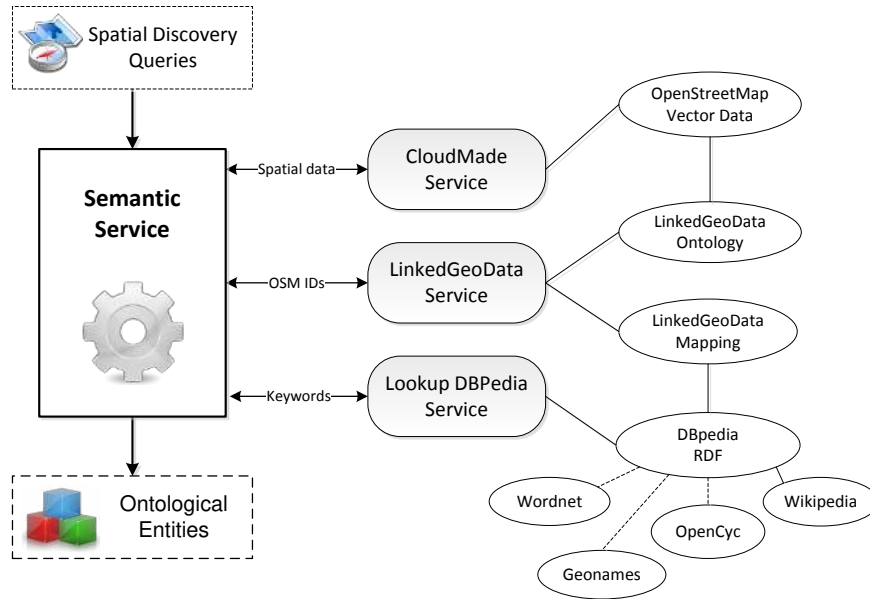 Spatial Discovery
Queries
Semantic
Service
Spatial data
OSM IDs
Keywords
CloudMade
Service
LinkedGeoData
Service
Lookup DBPedia
Service
OpenStreetMap
Vector Data
LinkedGeoData
Ontology
LinkedGeoData
Mapping
DBpedia
RDF
Wordnet
Geonames
OpenCyc
Wikipedia
Ontological
Entities